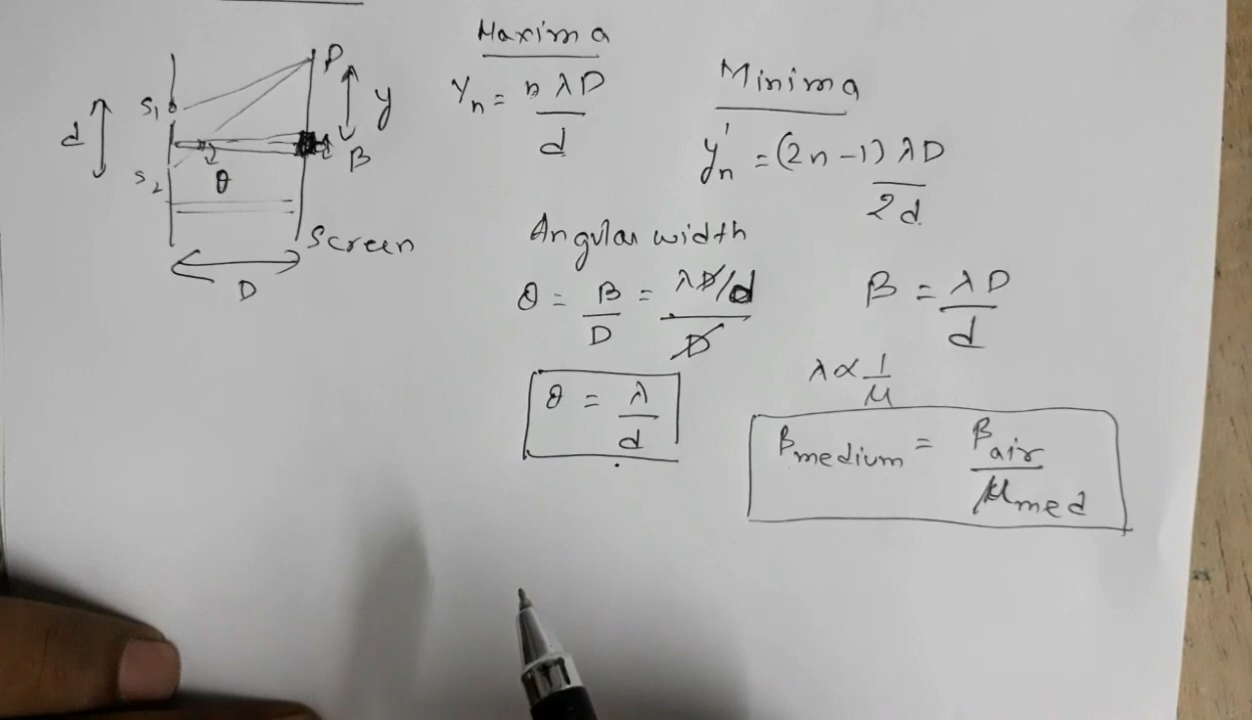 S₁
S₂
d
P
y
β
θ
Screen
D
Maxima
Yₙ = nλD/d
Minima
y'ₙ = (2n-1)λD/2d
Angular width
θ = β/D = λD/d/D
β = λD/d
θ = λ/d
λ ∝ 1/μ
βmedium = βair/μmed